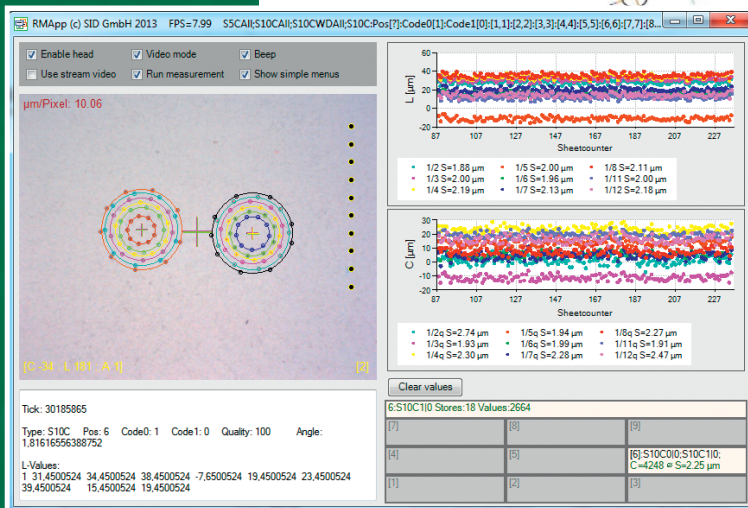 RMApp (c) SID GmbH 2013 FPS=7.99 S5CAll;S10CAll;S10CWDAll;S10C:Pos[?]:Code0[1]:Code1[0]:[1,1]:[2,2]:[3,3]:[4,4]:[5,5]:[6,6]:[7,7]:[8...
Enable head Video mode Beep
Use stream video Run measurement Show simple menus
µm/Pixel: 10.06
[C -34 , L 181 , A 1] [2]
Tick: 30185865
Type: S10C Pos: 6 Code0: 1 Code1: 0 Quality: 100 Angle:
1,81616556388752
L-Values:
1 31,4500524 34,4500524 38,4500524 -7,6500524 19,4500524 23,4500524
39,4500524 15,4500524 19,4500524
L [µm]
60
40
20
0
-20
87 107 127 147 167 187 207 227
Sheetcounter
1/2 S=1.88 µm 1/5 S=2.00 µm 1/8 S=2.11 µm
1/3 S=2.00 µm 1/6 S=1.96 µm 1/11 S=2.00 µm
1/4 S=2.19 µm 1/7 S=2.13 µm 1/12 S=2.18 µm
C [µm]
30
20
10
0
-10
-20
87 107 127 147 167 187 207 227
Sheetcounter
1/2q S=2.74 µm 1/5q S=1.94 µm 1/8q S=2.27 µm
1/3q S=1.93 µm 1/6q S=1.99 µm 1/11q S=1.91 µm
1/4q S=2.30 µm 1/7q S=2.28 µm 1/12q S=2.47 µm
Clear values
6:S10C1|0 Stores:18 Values:2664
[7] [8] [9]
[4] [5] [6]:S10C0|0;S10C1|0;
C=4248 S=2.25 µm
[1] [2] [3]